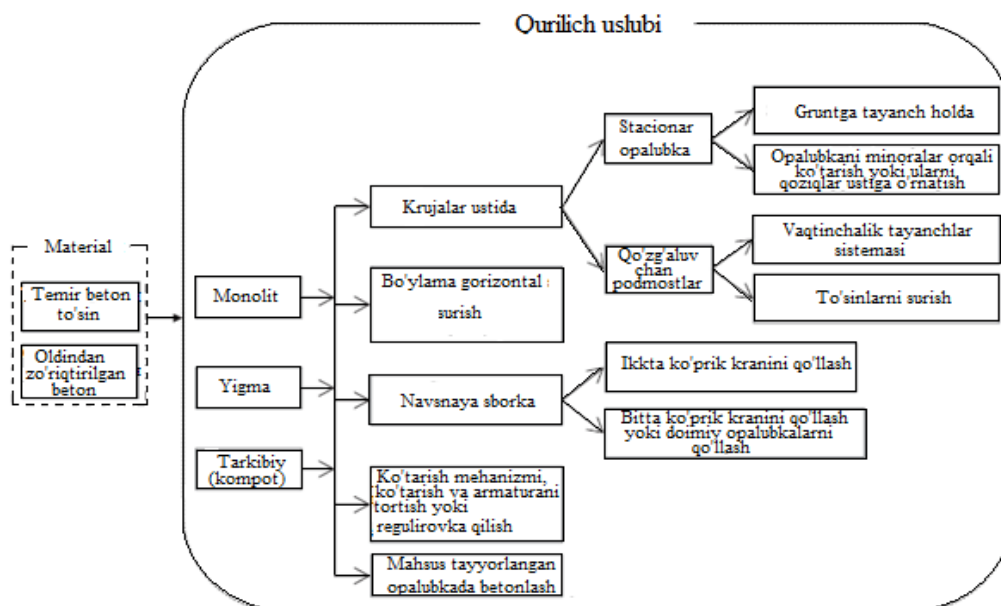 Qurilich uslubi
Material
Temir beton
to'sin
Oldindan
zo'riqtirilgan
beton
Monolit
Yigma
Tarkibiy
(kompot)
Krujalar ustida
Bo'ylama gorizontal
surish
Navsnaya sborka
Ko'tarish mehanizmi,
ko'tarish va armaturani
tortish yoki
regulirovka qilish
Mahsus tayyorlangan
opalubkada betonlash
Stacionar
opalubka
Qo'zg'aluv
chan
podmostlar
Gruntga tayanch holda
Opalubkani minoralar orqali
ko'tarish yoki ularni
qoziqlar ustiga o'rnatish
Vaqtinchalik tayanchlar
sistemasi
To'sinlarni surish
Ikkta ko'prik kranini qo'llash
Bitta ko'prik kranini qo'llash
yoki doimiy opalubkalarni
qo'llash